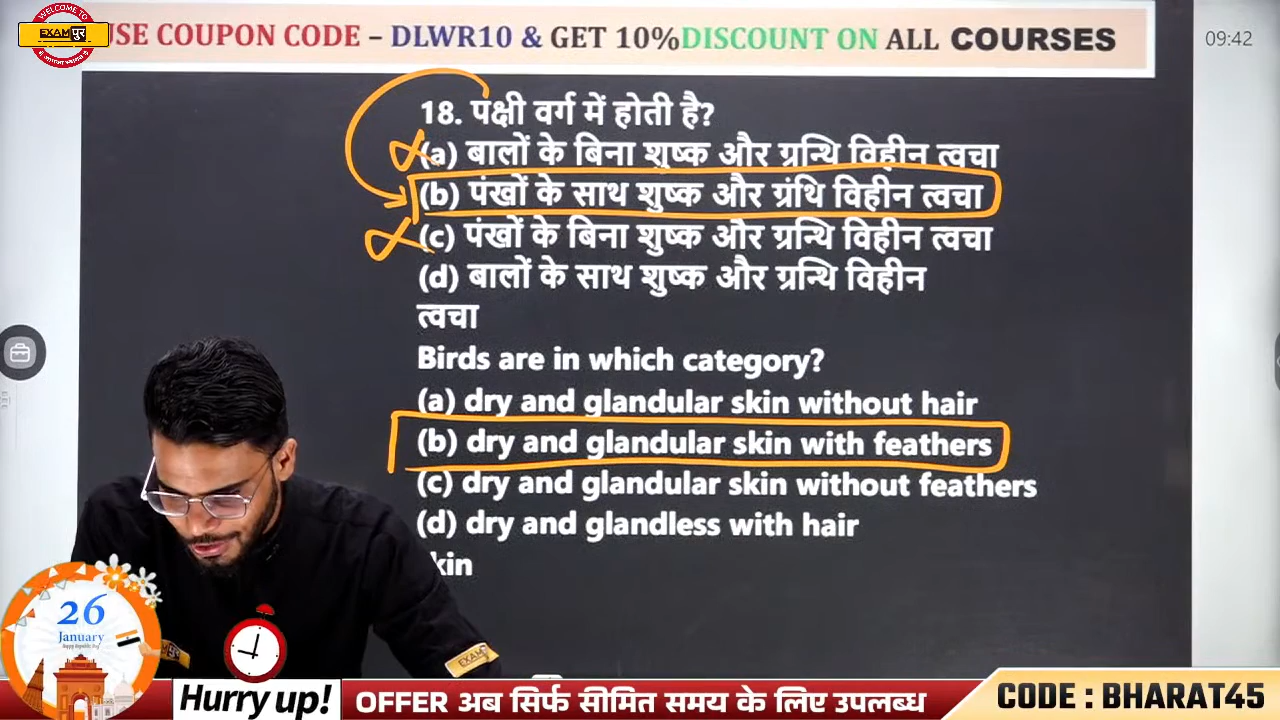 WELCOME TO
EXAMपुर
USE COUPON CODE – DLWR10 & GET 10%DISCOUNT ON ALL COURSES
09:42
18. पक्षी वर्ग में होती है?
(a) बालों के बिना शुष्क और ग्रन्थि विहीन त्वचा
(b) पंखों के साथ शुष्क और ग्रंथि विहीन त्वचा
(c) पंखों के बिना शुष्क और ग्रन्थि विहीन त्वचा
(d) बालों के साथ शुष्क और ग्रन्थि विहीन
त्वचा
Birds are in which category?
(a) dry and glandular skin without hair
(b) dry and glandular skin with feathers
(c) dry and glandular skin without feathers
(d) dry and glandless with hair
kin
26
January
Happy Republic Day
EXAM
Hurry up!
OFFER अब सिर्फ सीमित समय के लिए उपलब्ध
CODE : BHARAT45